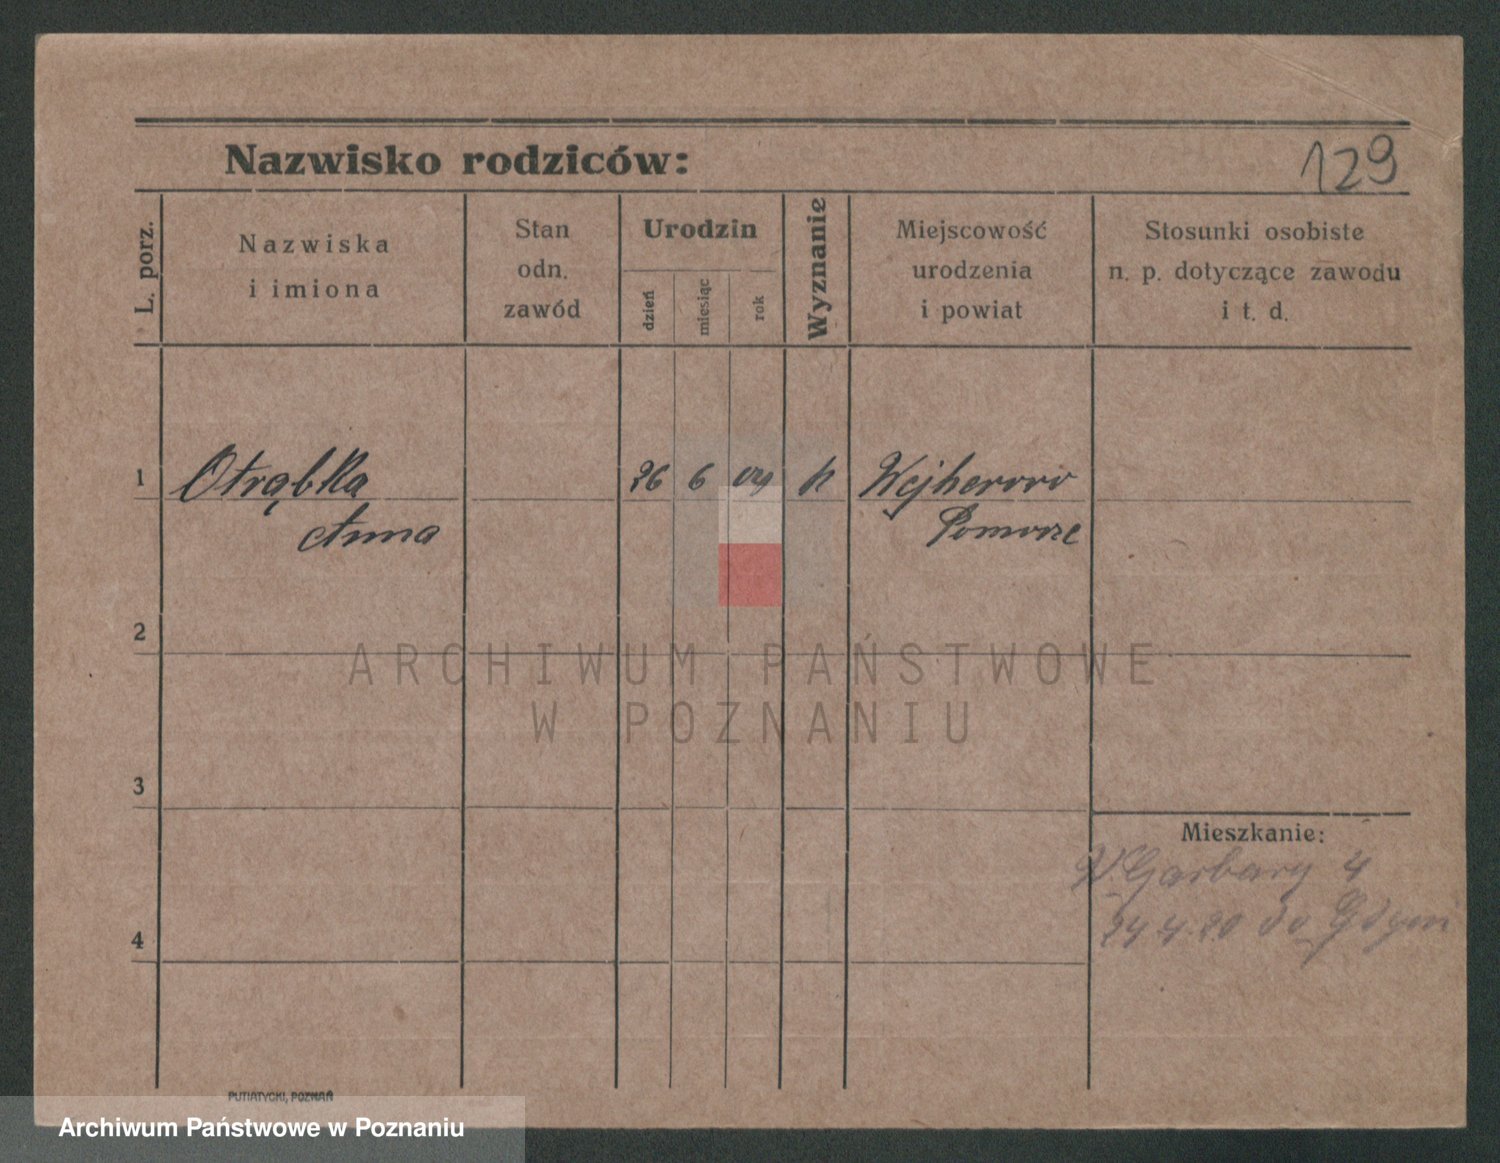 Nazwisko rodziców:
129
L. porz.
Nazwiska
i imiona
Stan
odn.
zawód
Urodzin
dzień
miesiąc
rok
Wyznanie
Miejscowość
urodzenia
i powiat
Stosunki osobiste
n. p. dotyczące zawodu
i t. d.
1
Otrąbka
Anna
26 6 04
Wejherowo
Pomorze
2
ARCHIWUM PAŃSTWOWE
W POZNANIU
3
Mieszkanie:
W Garbary 4
24 4 20 do
4
PUTIATYCKI, POZNAŃ
Archiwum Państwowe w Poznaniu